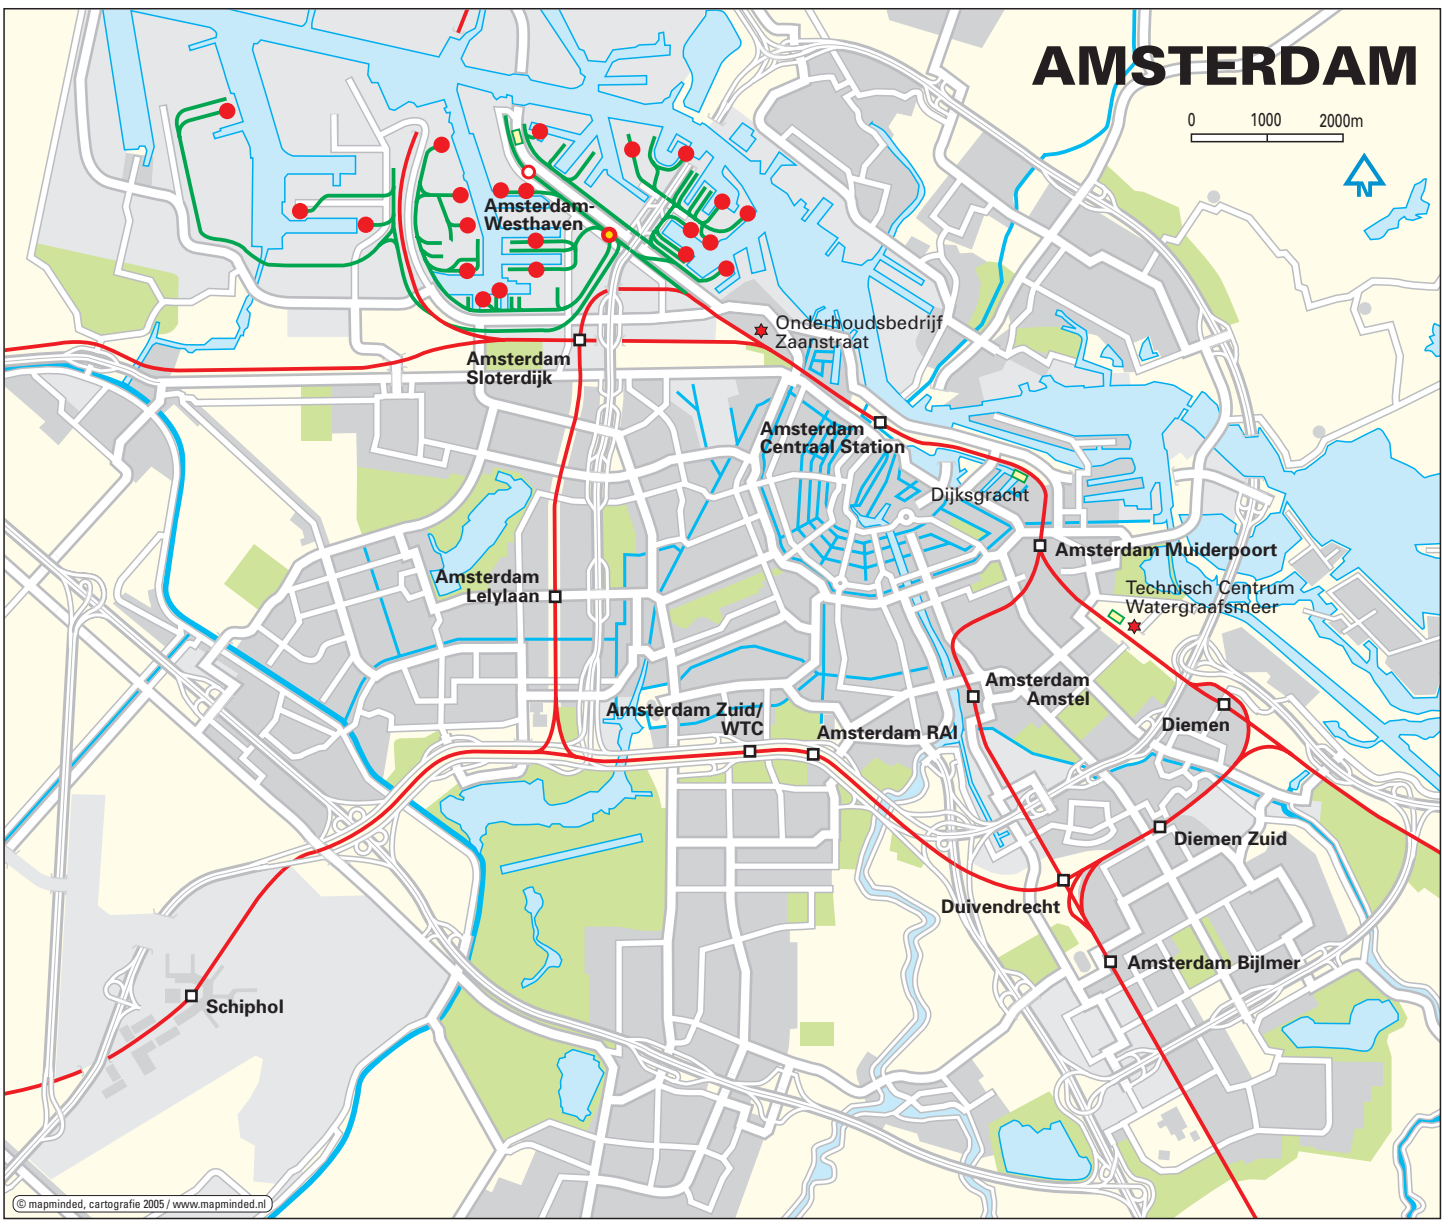 AMSTERDAM
0 1000 2000m
N
Amsterdam-
Westhaven
Onderhoudsbedrijf
Zaanstraat
Amsterdam
Sloterdijk
Amsterdam
Centraal Station
Dijksgracht
Amsterdam Muiderpoort
Amsterdam
Lelylaan
Technisch Centrum
Watergraafsmeer
Amsterdam
Amstel
Amsterdam Zuid/
WTC
Amsterdam RAI
Diemen
Diemen Zuid
Duivendrecht
Amsterdam Bijlmer
Schiphol
© mapminded, cartografie 2005 / www.mapminded.nl